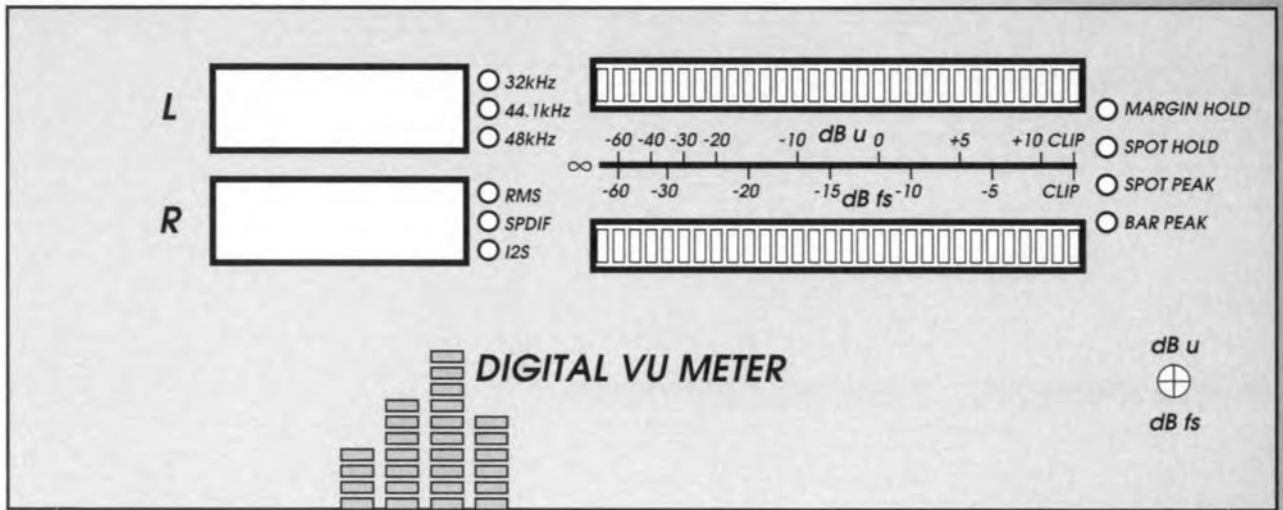 L
32kHz
44.1kHz
48kHz
R
RMS
SPDIF
I2S
-60 -40 -30 -20 -10 dB u 0 +5 +10 CLIP
∞
-60 -30 -20 -15 dB fs -10 -5 CLIP
MARGIN HOLD
SPOT HOLD
SPOT PEAK
BAR PEAK
DIGITAL VU METER
dB u
dB fs